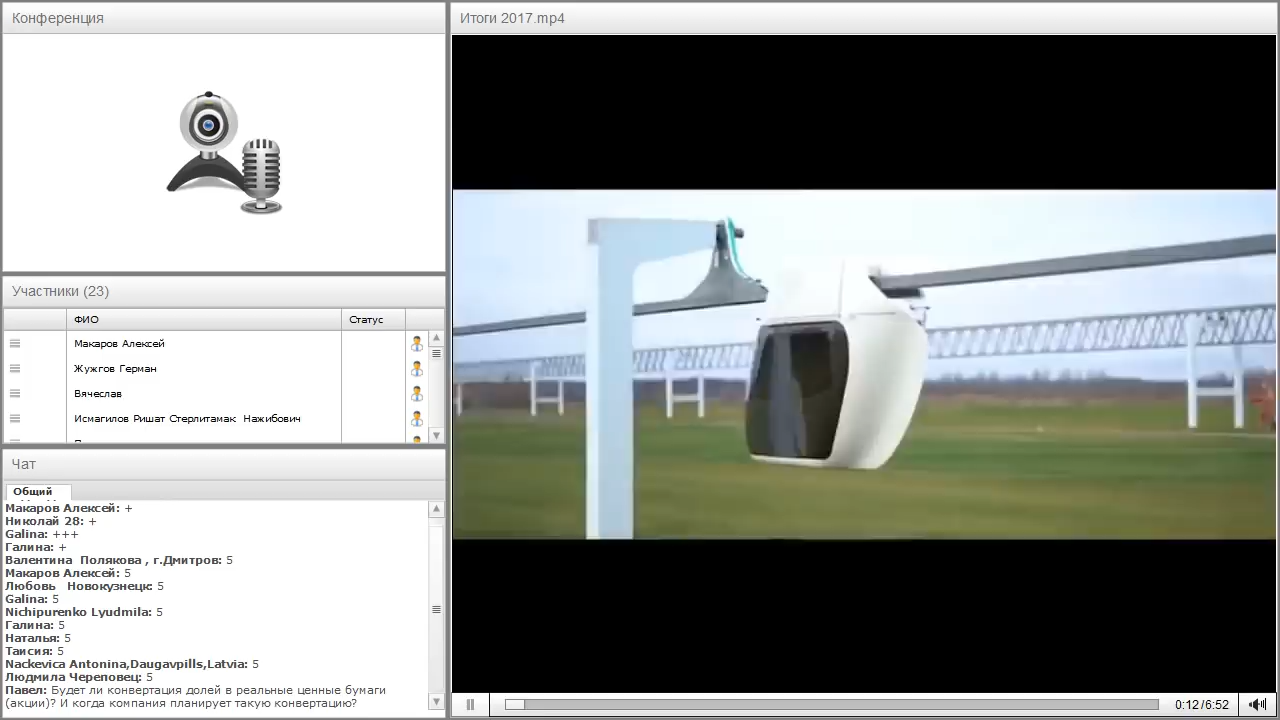 Конференция
Итоги 2017.mp4
Участники (23)
ФИО
Статус
Макаров Алексей
Жужгов Герман
Вячеслав
Исмагилов Ришат Стерлитамак Нажибович
Чат
Общий
Макаров Алексей: +
Николай 28: +
Galina: +++
Галина: +
Валентина Полякова , г.Дмитров: 5
Макаров Алексей: 5
Любовь Новокузнецк: 5
Galina: 5
Nichipurenko Lyudmila: 5
Галина: 5
Наталья: 5
Таисия: 5
Nackevica Antonina,Daugavpills,Latvia: 5
Людмила Череповец: 5
Павел: Будет ли конвертация долей в реальные ценные бумаги
(акции)? И когда компания планирует такую конвертацию?
0:12/6:52